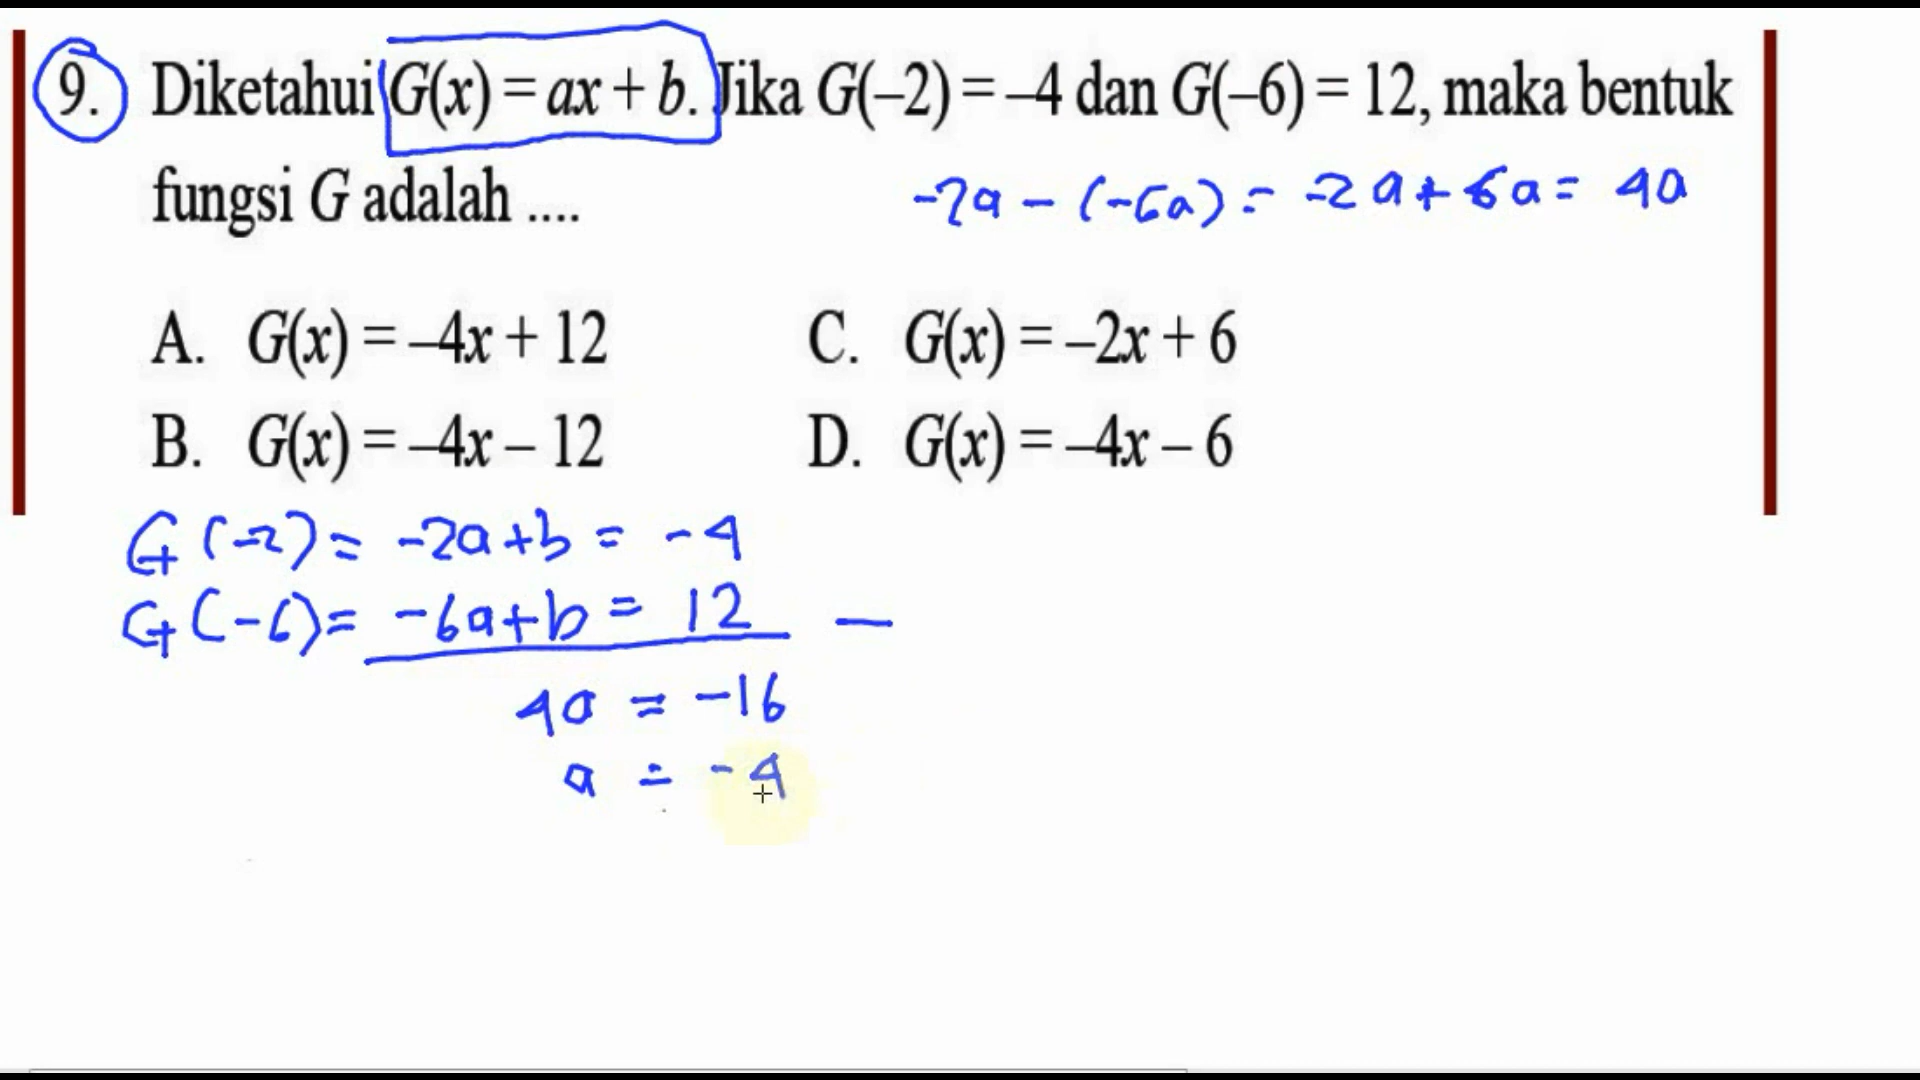 9. Diketahui G(x) = ax + b. Jika G(–2) = –4 dan G(–6) = 12, maka bentuk
fungsi G adalah ....
-2a - (-6a) = -2a + 6a = 4a
A. G(x) = –4x + 12
C. G(x) = –2x + 6
B. G(x) = –4x – 12
D. G(x) = –4x – 6
G(-2) = -2a+b = -4
G(-6) = -6a+b = 12 —
4a = -16
a = -4